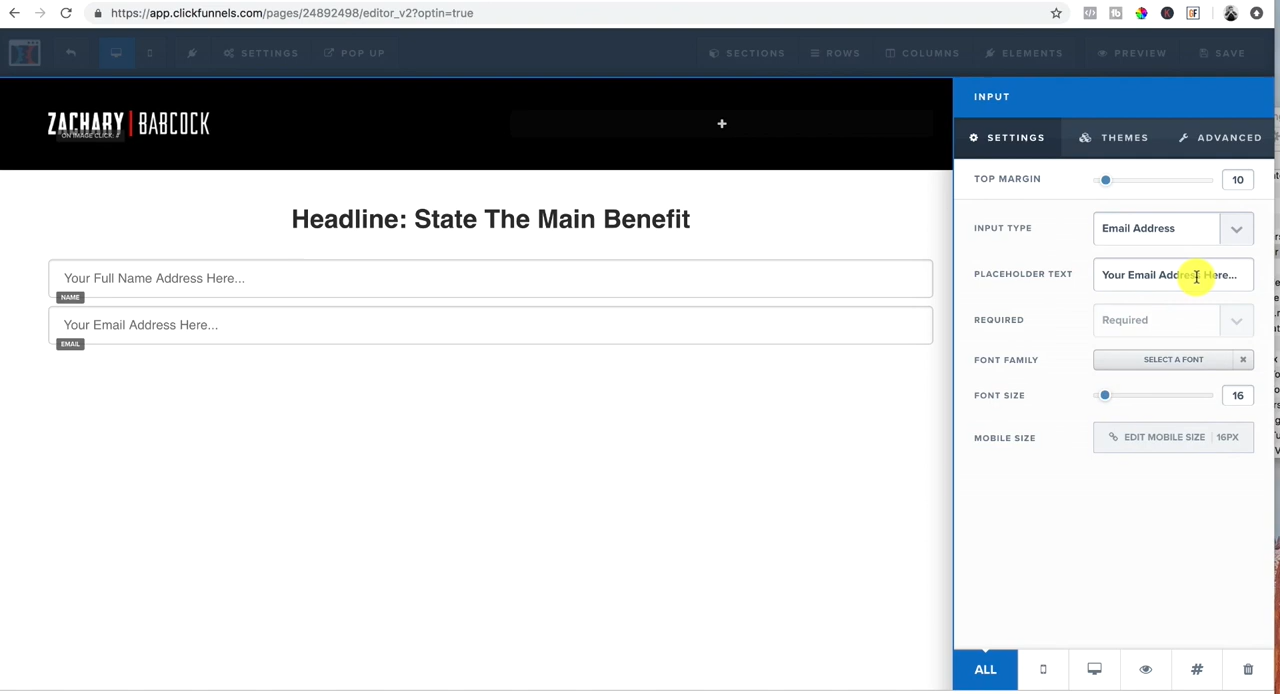 https://app.clickfunnels.com/pages/24892498/editor_v2?optin=true
SETTINGS
POP UP
SECTIONS
ROWS
COLUMNS
ELEMENTS
PREVIEW
SAVE
ZACHARY | BABCOCK
ON IMAGE CLICK: #
+
Headline: State The Main Benefit
Your Full Name Address Here...
NAME
Your Email Address Here...
EMAIL
INPUT
SETTINGS
THEMES
ADVANCED
TOP MARGIN
10
INPUT TYPE
Email Address
PLACEHOLDER TEXT
Your Email Address Here...
REQUIRED
Required
FONT FAMILY
SELECT A FONT
FONT SIZE
16
MOBILE SIZE
EDIT MOBILE SIZE | 16PX
ALL
#